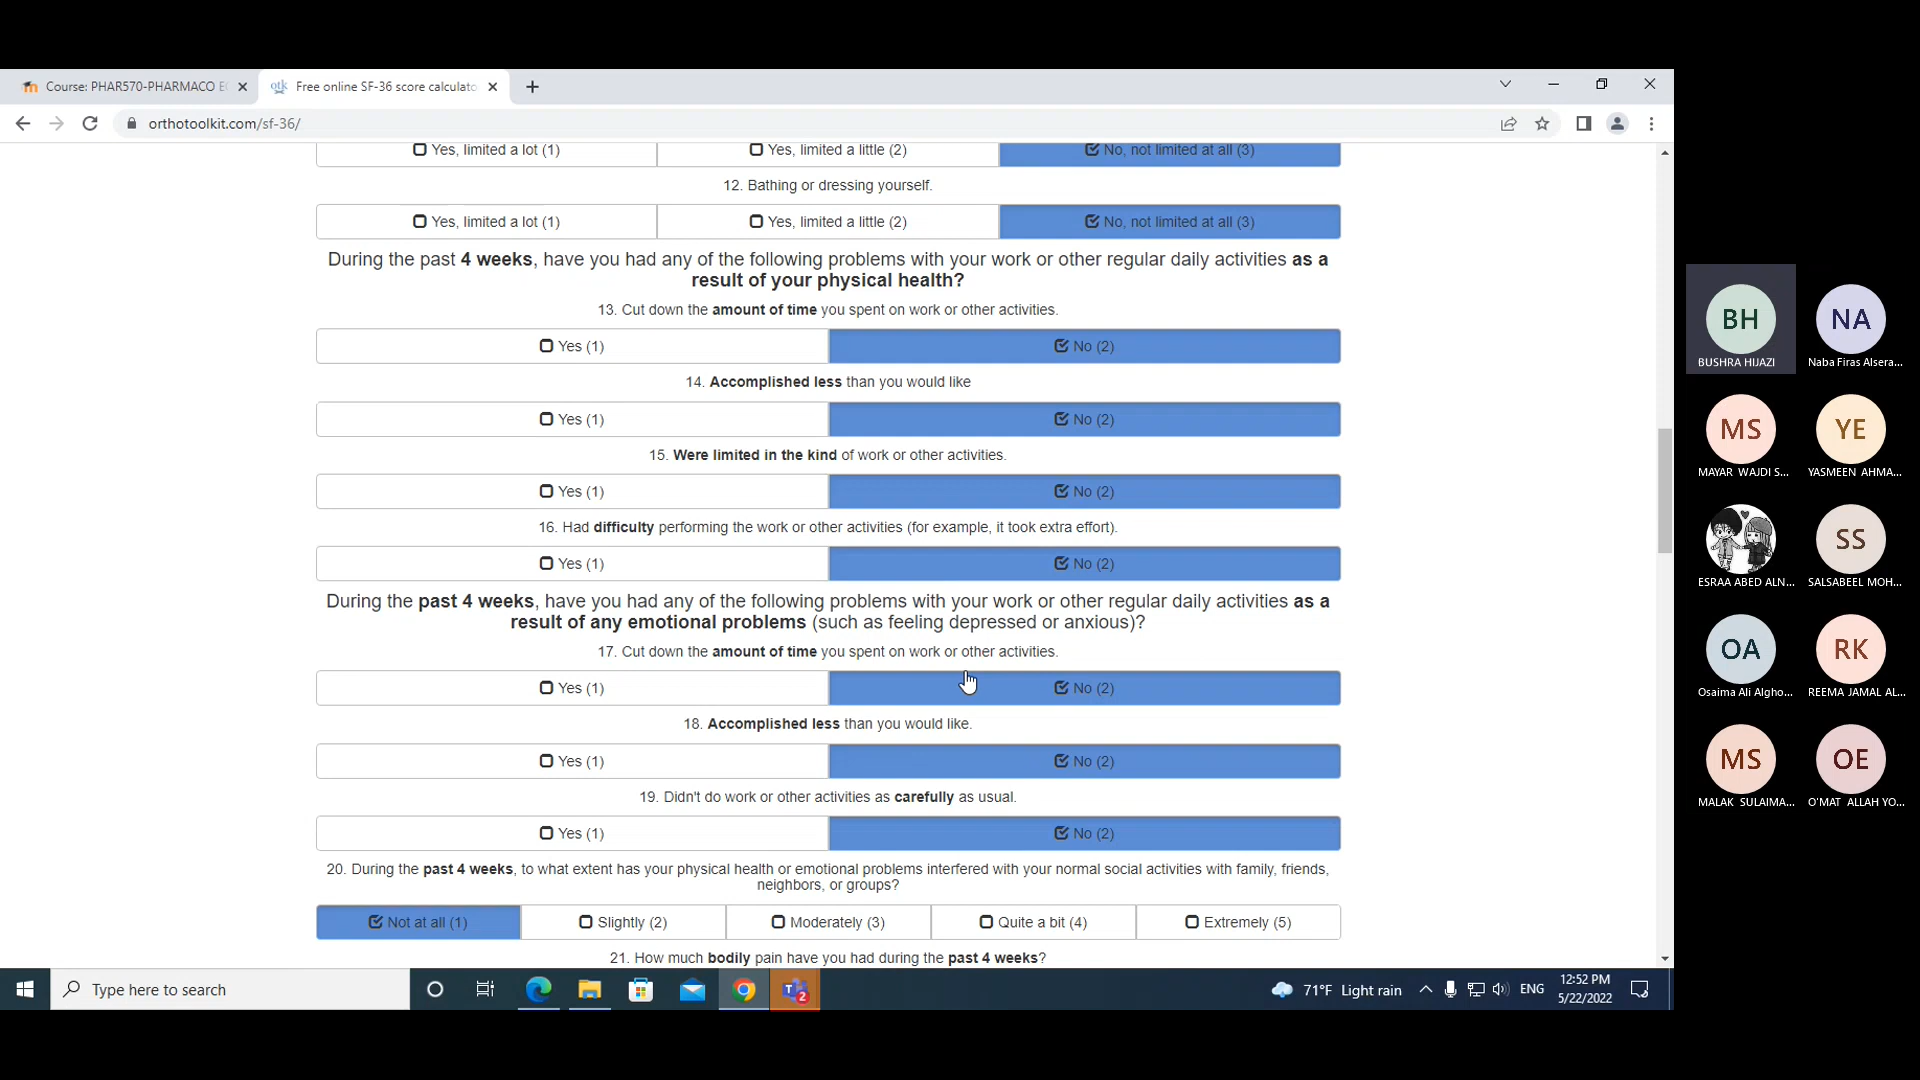 Course: PHAR570-PHARMACO E
Free online SF-36 score calculato
orthotoolkit.com/sf-36/
Yes, limited a lot (1) Yes, limited a little (2) No, not limited at all (3)
12. Bathing or dressing yourself.
Yes, limited a lot (1) Yes, limited a little (2) No, not limited at all (3)
During the past 4 weeks, have you had any of the following problems with your work or other regular daily activities as a
result of your physical health?
13. Cut down the amount of time you spent on work or other activities.
Yes (1) No (2)
14. Accomplished less than you would like
Yes (1) No (2)
15. Were limited in the kind of work or other activities.
Yes (1) No (2)
16. Had difficulty performing the work or other activities (for example, it took extra effort).
Yes (1) No (2)
During the past 4 weeks, have you had any of the following problems with your work or other regular daily activities as a
result of any emotional problems (such as feeling depressed or anxious)?
17. Cut down the amount of time you spent on work or other activities.
Yes (1) No (2)
18. Accomplished less than you would like.
Yes (1) No (2)
19. Didn't do work or other activities as carefully as usual.
Yes (1) No (2)
20. During the past 4 weeks, to what extent has your physical health or emotional problems interfered with your normal social activities with family, friends,
neighbors, or groups?
Not at all (1) Slightly (2) Moderately (3) Quite a bit (4) Extremely (5)
21. How much bodily pain have you had during the past 4 weeks?
Type here to search
2
71°F Light rain
ENG
12:52 PM
5/22/2022
BH NA
BUSHRA HIJAZI Naba Firas Alsera...
MS YE
MAYAR WAJDI S... YASMEEN AHMA...
SS
ESRAA ABED ALN... SALSABEEL MOH...
OA RK
Osaima Ali Algho... REEMA JAMAL AL...
MS OE
MALAK SULAIMA... O'MAT ALLAH YO...